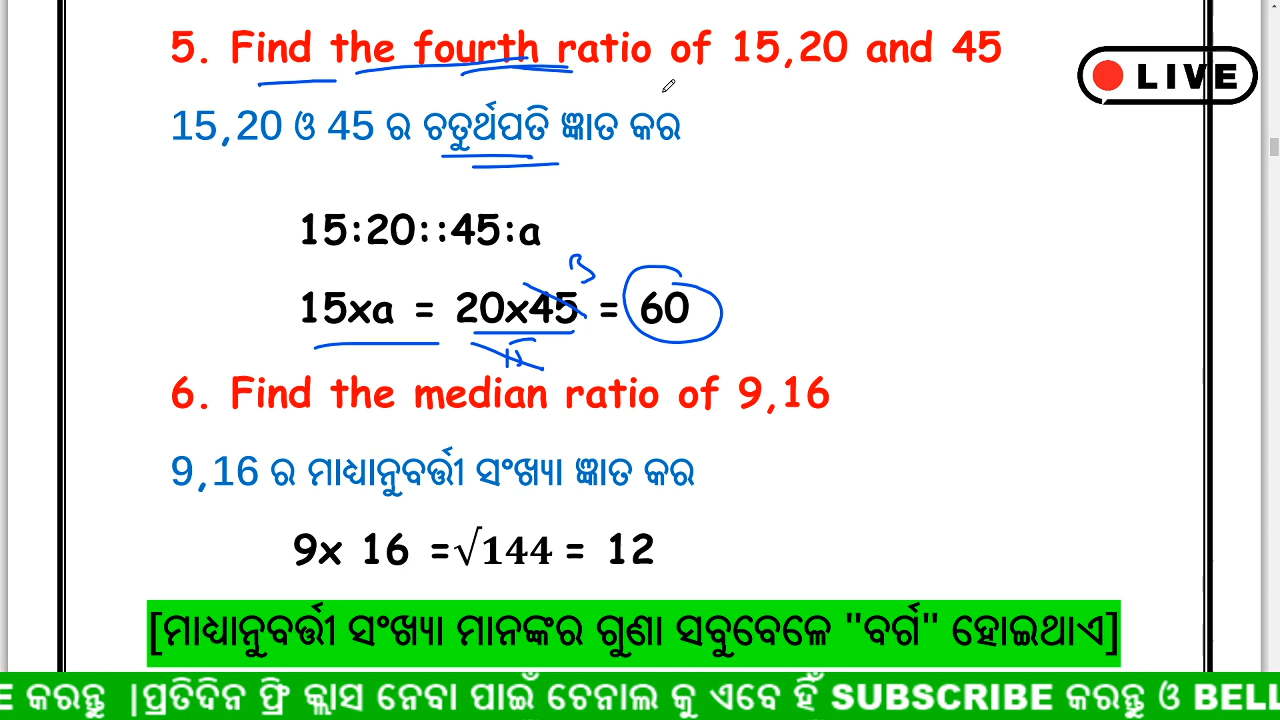 5. Find the fourth ratio of 15,20 and 45
LIVE
15,20 ଓ 45 ର ଚତୁର୍ଥପତି ଜ୍ଞାତ କର
15:20::45:a
3
15xa = 20x45 = 60
15
6. Find the median ratio of 9,16
9,16 ର ମାଧ୍ୟାନୁବର୍ତ୍ତୀ ସଂଖ୍ୟା ଜ୍ଞାତ କର
9x 16 =√144 = 12
[ମାଧ୍ୟାନୁବର୍ତ୍ତୀ ସଂଖ୍ୟା ମାନଙ୍କର ଗୁଣା ସବୁବେଳେ "ବର୍ଗ" ହୋଇଥାଏ]
E କରନ୍ତୁ |ପ୍ରତିଦିନ ଫ୍ରି କ୍ଲାସ ନେବା ପାଇଁ ଚେନାଲ କୁ ଏବେ ହିଁ SUBSCRIBE କରନ୍ତୁ ଓ BELL